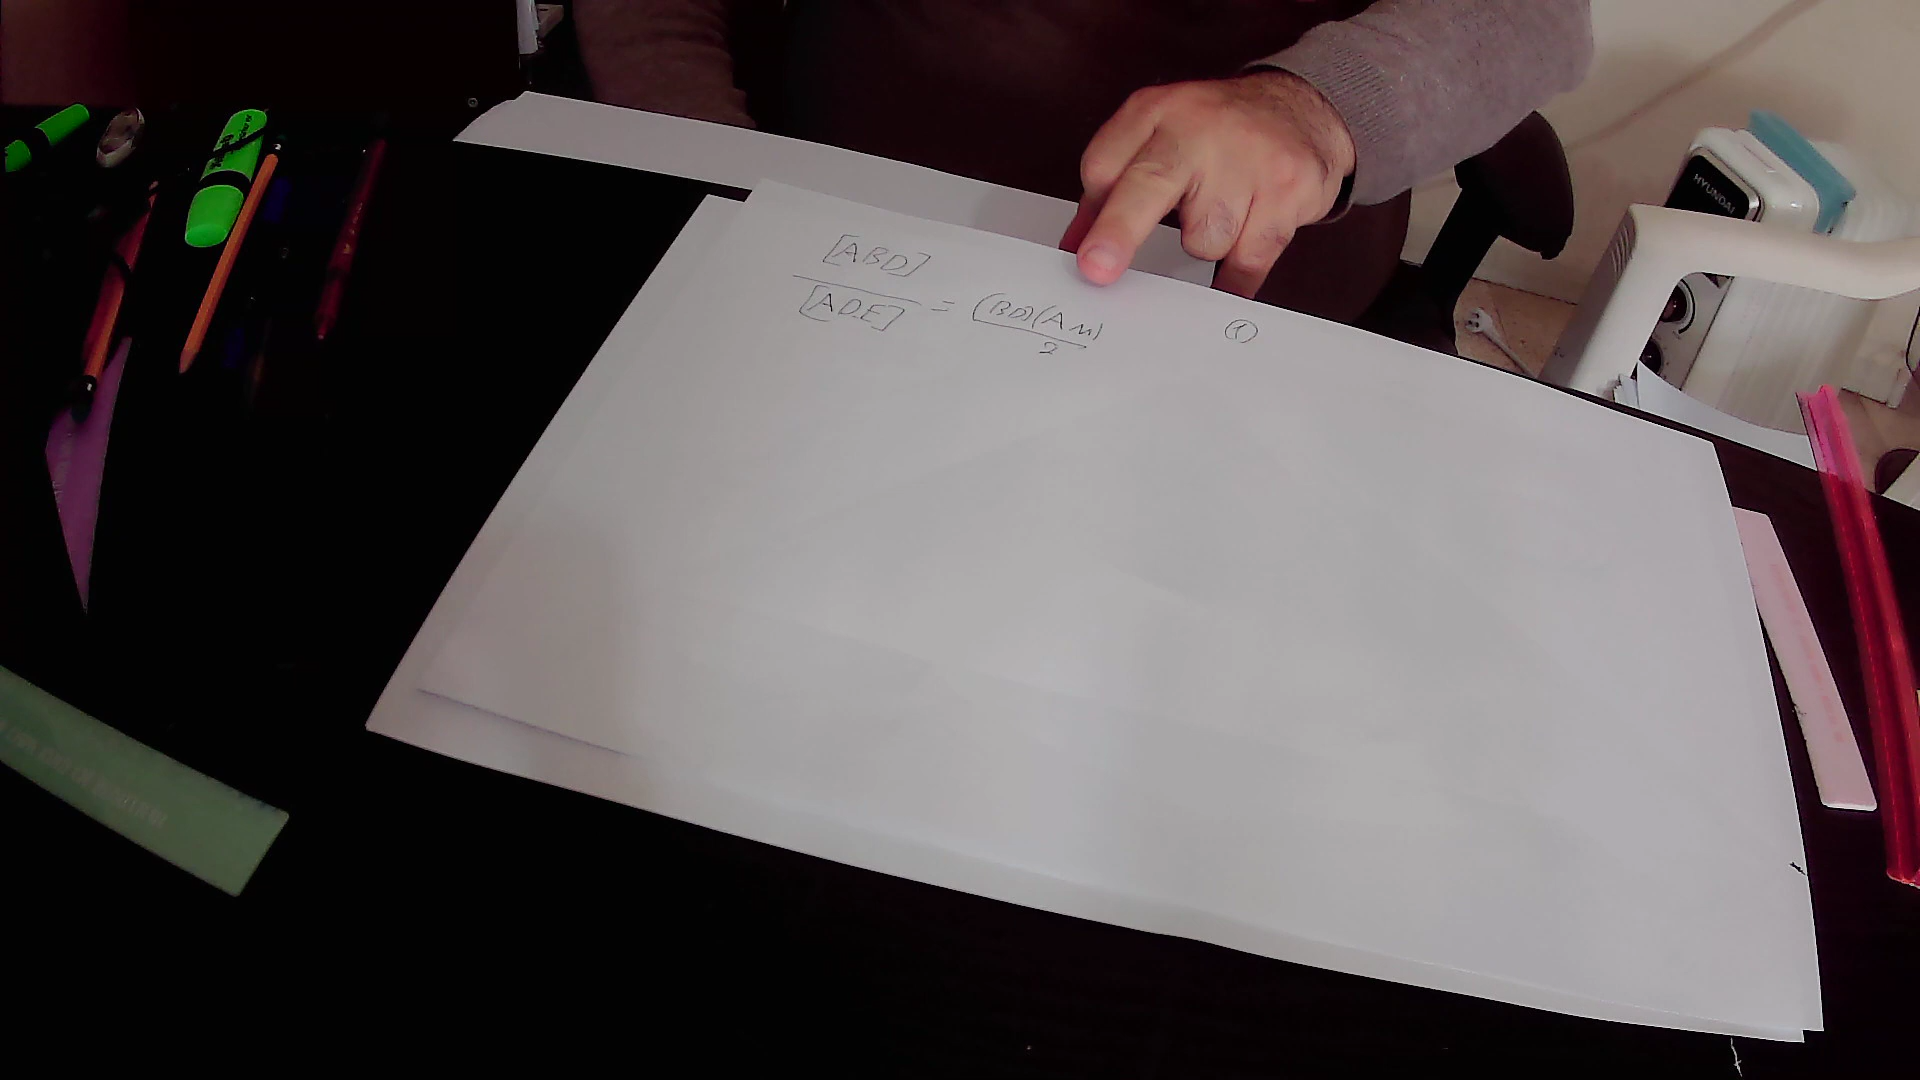 [ABD]
[ADE] = (BD)(AM) ①
2
HYUNDAI